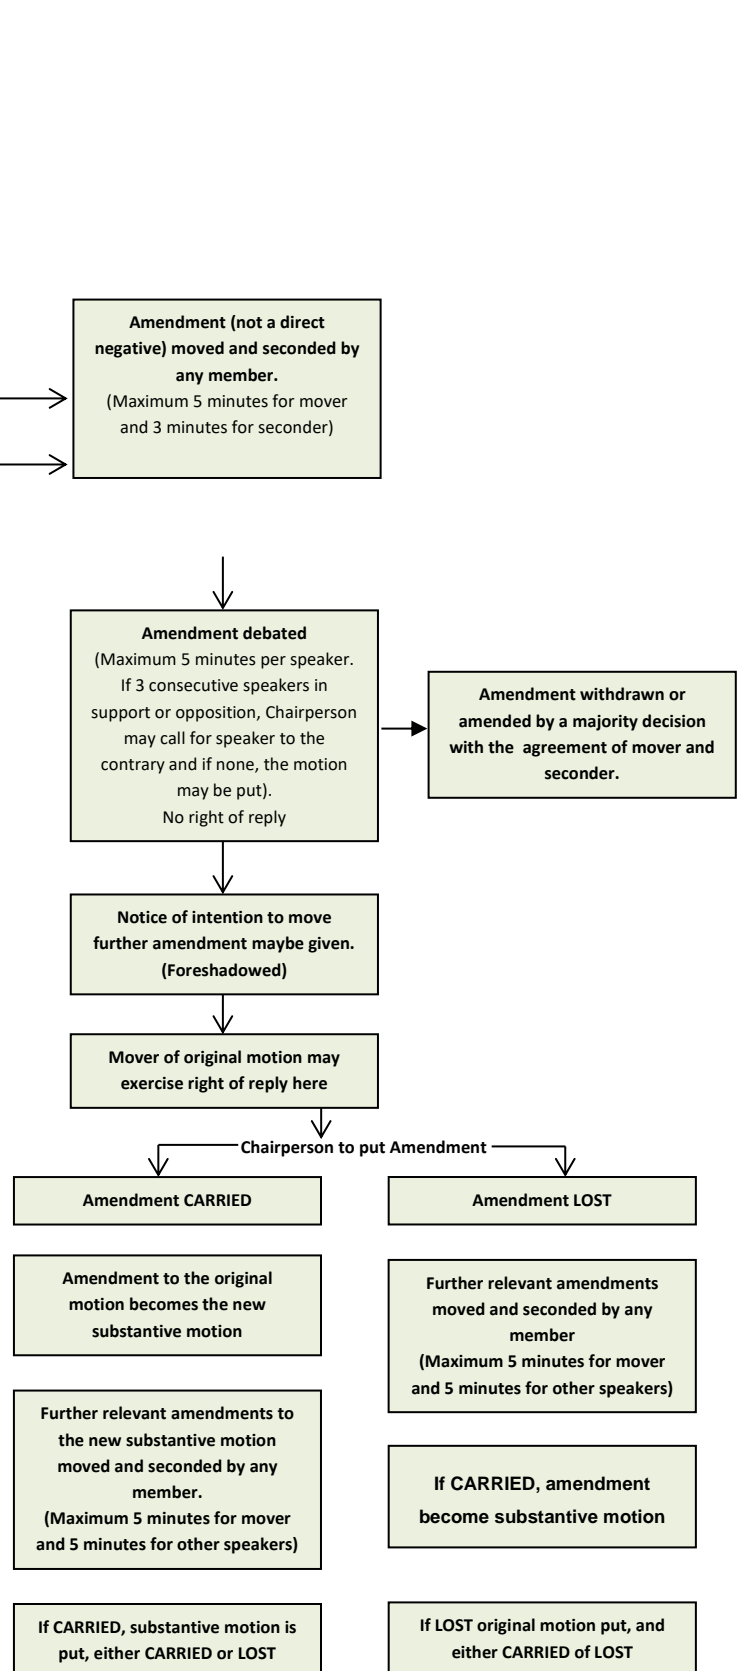 Amendment (not a direct
negative) moved and seconded by
any member.
(Maximum 5 minutes for mover
and 3 minutes for seconder)
Amendment debated
(Maximum 5 minutes per speaker.
If 3 consecutive speakers in
support or opposition, Chairperson
may call for speaker to the
contrary and if none, the motion
may be put).
No right of reply
Amendment withdrawn or
amended by a majority decision
with the agreement of mover and
seconder.
Notice of intention to move
further amendment maybe given.
(Foreshadowed)
Mover of original motion may
exercise right of reply here
Chairperson to put Amendment
Amendment CARRIED
Amendment to the original
motion becomes the new
substantive motion
Further relevant amendments to
the new substantive motion
moved and seconded by any
member.
(Maximum 5 minutes for mover
and 5 minutes for other speakers)
If CARRIED, substantive motion is
put, either CARRIED or LOST
Amendment LOST
Further relevant amendments
moved and seconded by any
member
(Maximum 5 minutes for mover
and 5 minutes for other speakers)
If CARRIED, amendment
become substantive motion
If LOST original motion put, and
either CARRIED of LOST